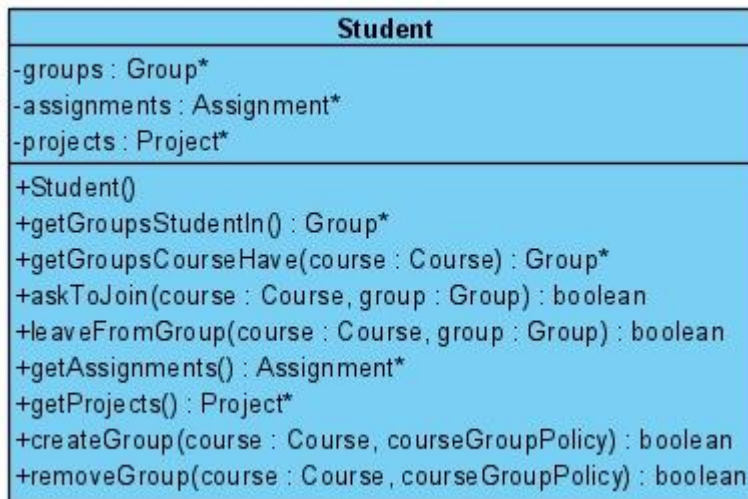 Student
-groups : Group*
-assignments : Assignment*
-projects : Project*
+Student()
+getGroupsStudentIn() : Group*
+getGroupsCourseHave(course : Course) : Group*
+askToJoin(course : Course, group : Group) : boolean
+leaveFromGroup(course : Course, group : Group) : boolean
+getAssignments() : Assignment*
+getProjects() : Project*
+createGroup(course : Course, courseGroupPolicy) : boolean
+removeGroup(course : Course, courseGroupPolicy) : boolean